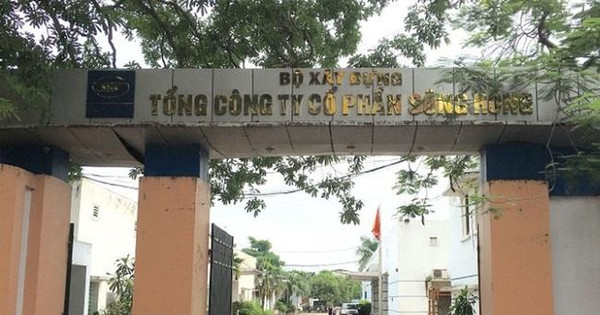 BỘ XÂY DỰNG
TỔNG CÔNG TY CỔ PHẦN SÔNG HỒNG